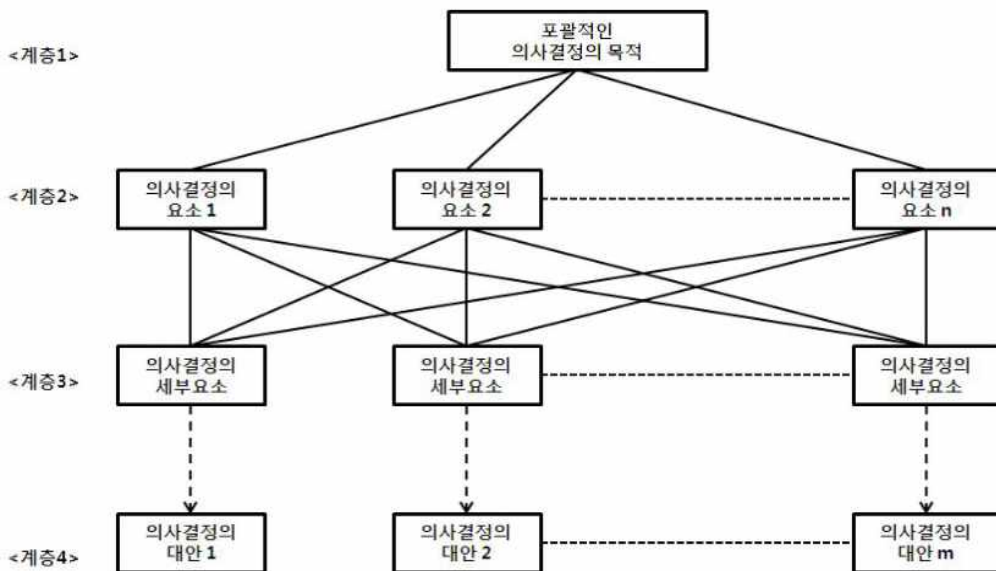 포괄적인
의사결정의 목적
<계층1>
<계층2>
의사결정의
요소 1
의사결정의
요소 2
의사결정의
요소 n
<계층3>
의사결정의
세부요소
의사결정의
세부요소
의사결정의
세부요소
<계층4>
의사결정의
대안 1
의사결정의
대안 2
의사결정의
대안 m